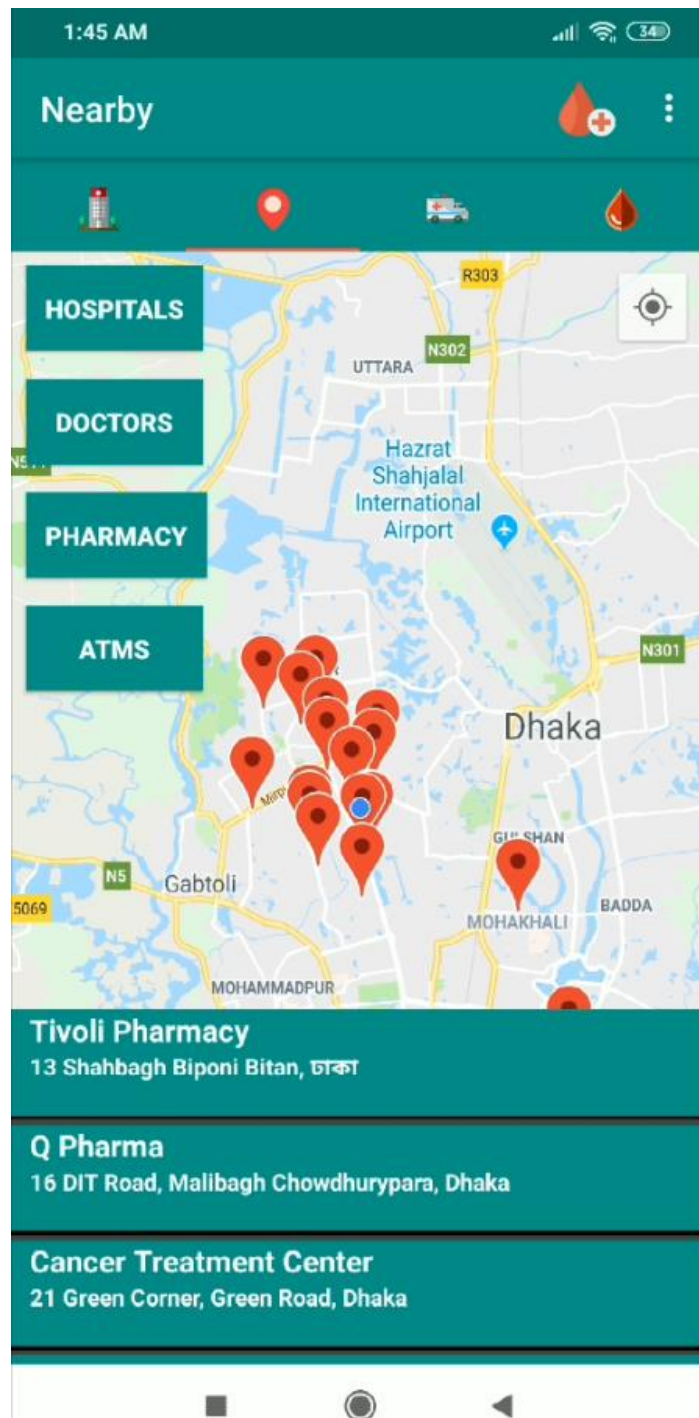 1:45 AM
34
Nearby
R303
HOSPITALS
N302
UTTARA
DOCTORS
Hazrat
Shahjalal
International
Airport
PHARMACY
ATMS
N301
Dhaka
GULSHAN
N5
Gabtoli
5069
BADDA
MOHAKHALI
MOHAMMADPUR
Tivoli Pharmacy
13 Shahbagh Biponi Bitan, ঢাকা
Q Pharma
16 DIT Road, Malibagh Chowdhurypara, Dhaka
Cancer Treatment Center
21 Green Corner, Green Road, Dhaka